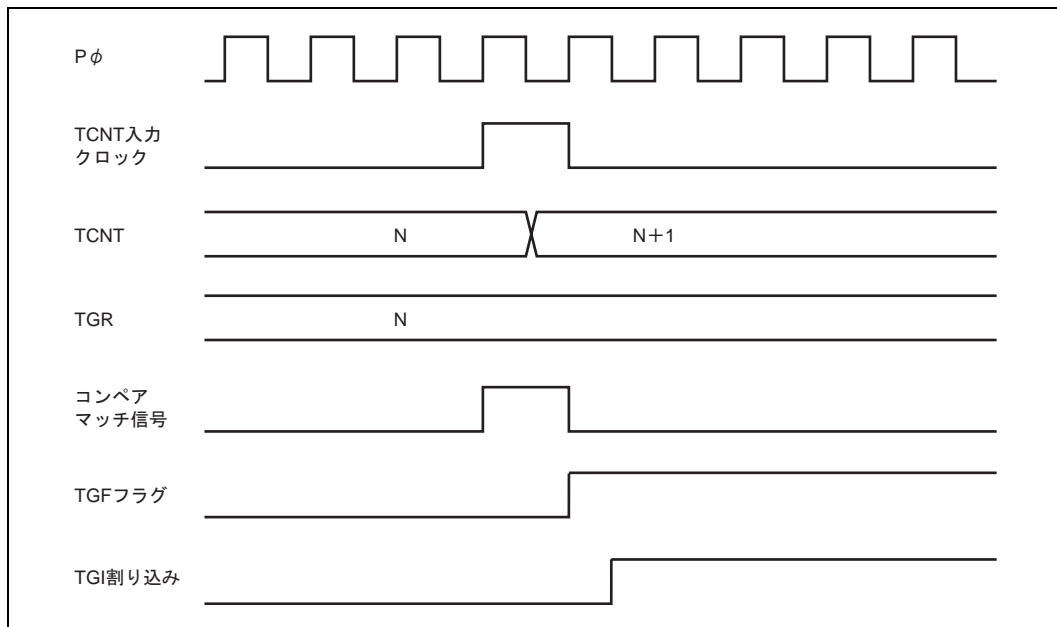 Pφ
TCNT入力
クロック
TCNT
N
N+1
TGR
N
コンペア
マッチ信号
TGFフラグ
TGI割り込み